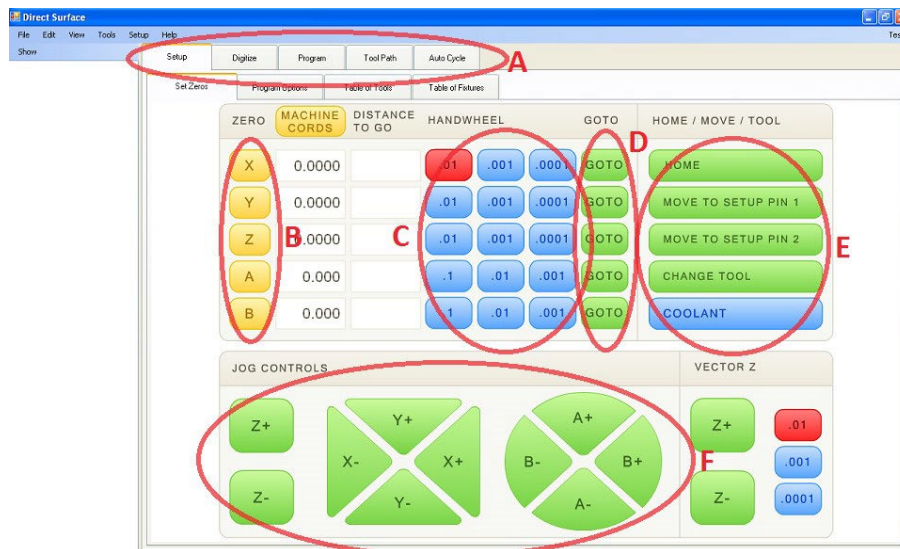 Direct Surface
File Edit View Tools Setup Help
Show
Setup Digitize Program Tool Path Auto Cycle A
Set Zeros Program Options Table of Tools Table of Fixtures
ZERO MACHINE CORDS DISTANCE TO GO HANDWHEEL GOTO HOME / MOVE / TOOL
D
X 0.0000 .01 .001 .0001 GOTO HOME
Y 0.0000 .01 .001 .0001 GOTO MOVE TO SETUP PIN 1
Z B 0.0000 C .01 .001 .0001 GOTO MOVE TO SETUP PIN 2 E
A 0.000 .1 .01 .001 GOTO CHANGE TOOL
B 0.000 .1 .01 .001 GOTO COOLANT
JOG CONTROLS VECTOR Z
Z+ Y+ A+ Z+ .01
X- X+ B- B+ F .001
Z- Y- A- Z- .0001